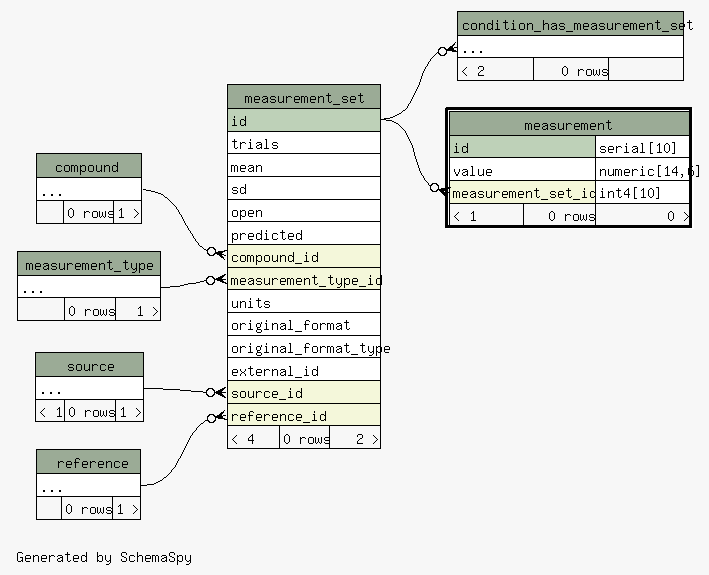 condition_has_measurement_set
...
< 2 0 rows
measurement
id serial[10]
value numeric[14,6]
measurement_set_id int4[10]
< 1 0 rows 0 >
measurement_set
id
trials
mean
sd
open
predicted
compound_id
measurement_type_id
units
original_format
original_format_type
external_id
source_id
reference_id
< 4 0 rows 2 >
compound
...
0 rows 1 >
measurement_type
...
0 rows 1 >
source
...
< 1 0 rows 1 >
reference
...
0 rows 1 >
Generated by SchemaSpy